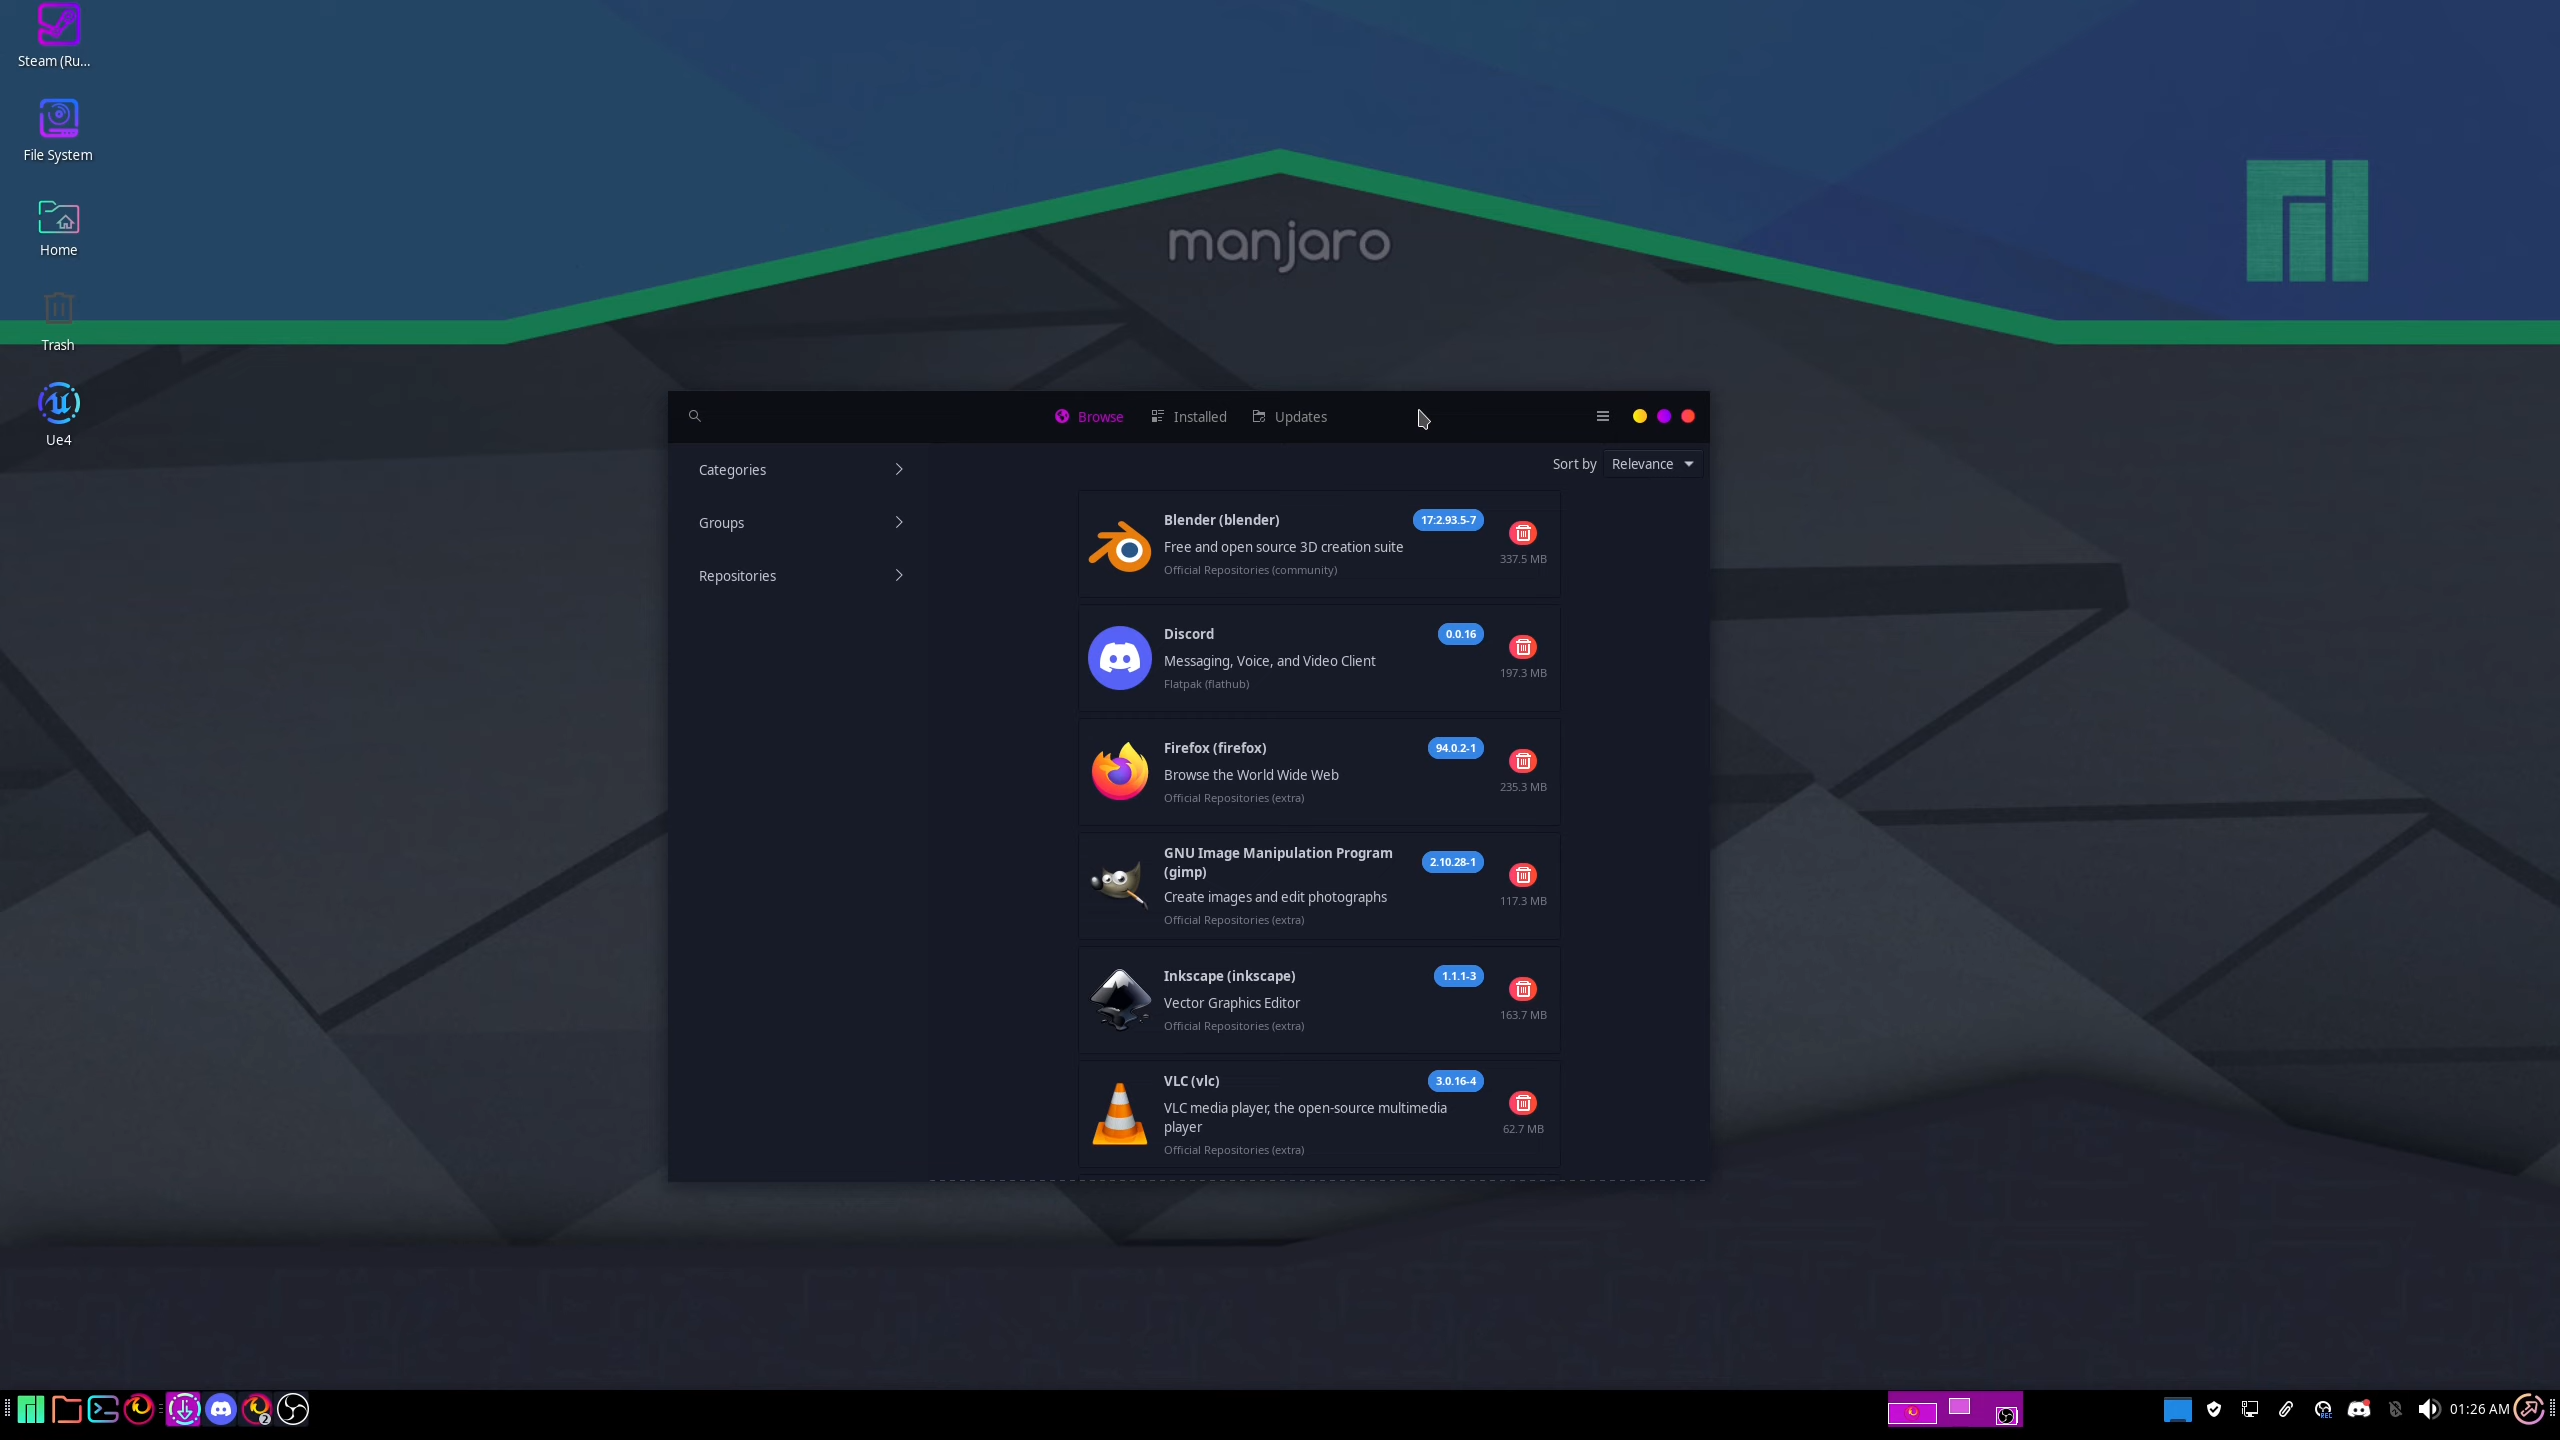 Steam (Ru...
File System
Home
Trash
Ue4
manjaro
Browse
Installed
Updates
Categories
Groups
Repositories
Sort by
Relevance
Blender (blender)
17:2.93.5-7
Free and open source 3D creation suite
Official Repositories (community)
337.5 MB
Discord
0.0.16
Messaging, Voice, and Video Client
Flatpak (flathub)
197.3 MB
Firefox (firefox)
94.0.2-1
Browse the World Wide Web
Official Repositories (extra)
235.3 MB
GNU Image Manipulation Program
(gimp)
2.10.28-1
Create images and edit photographs
Official Repositories (extra)
117.3 MB
Inkscape (inkscape)
1.1.1-3
Vector Graphics Editor
Official Repositories (extra)
163.7 MB
VLC (vlc)
3.0.16-4
VLC media player, the open-source multimedia
player
Official Repositories (extra)
62.7 MB
2
REC
01:26 AM